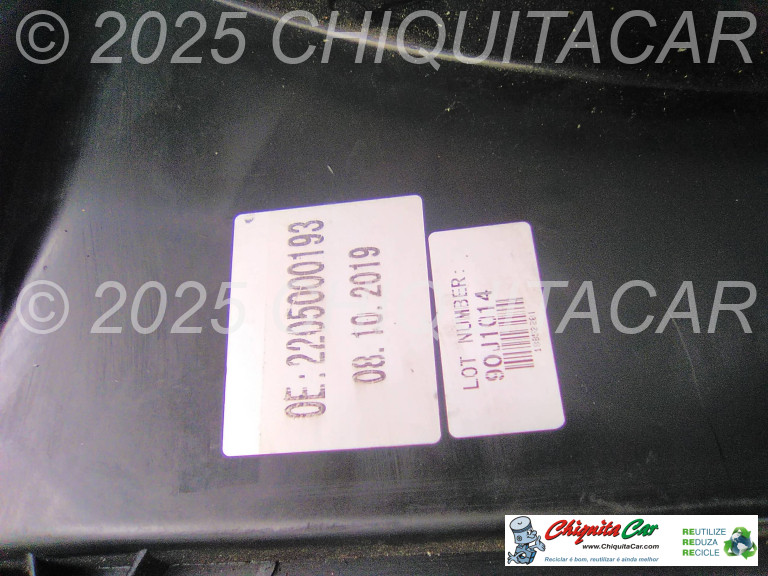 © 2025 CHIQUITACAR
OE:2205000193
08.10.2019
LOT NUMBER:
90J1014
© 2025 CHIQUITACAR
Chiquita Car
www.ChiquitaCar.com
Reciclar é bom, reutilizar é ainda melhor
REUTILIZE
REDUZA
RECICLE